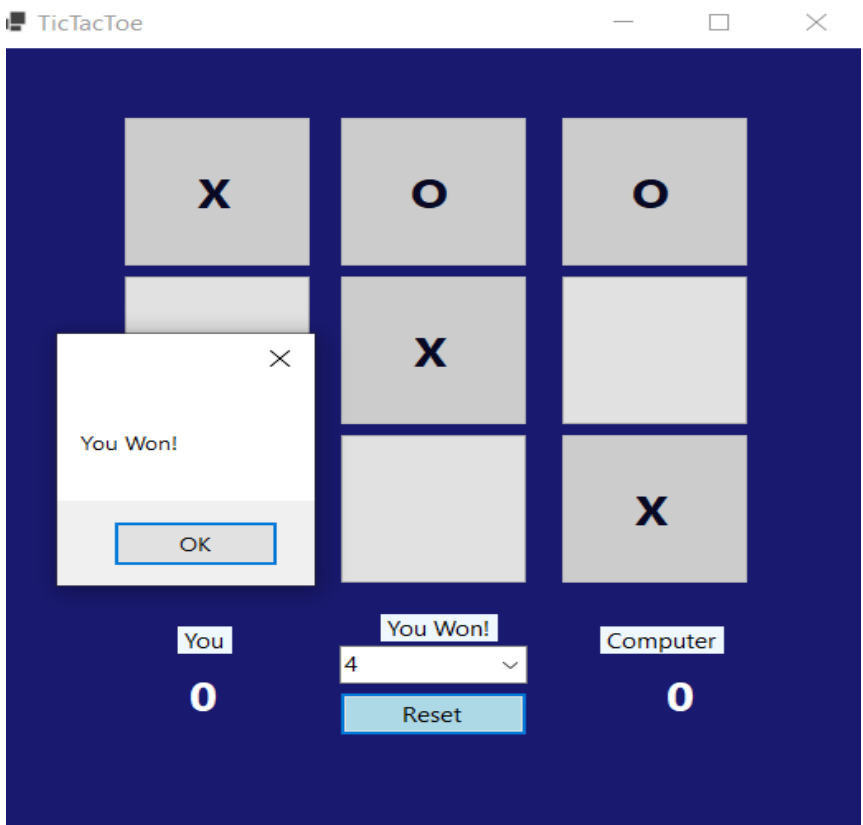 TicTacToe
X O O
X
You Won!
X
OK
You You Won! Computer
4
0 0
Reset